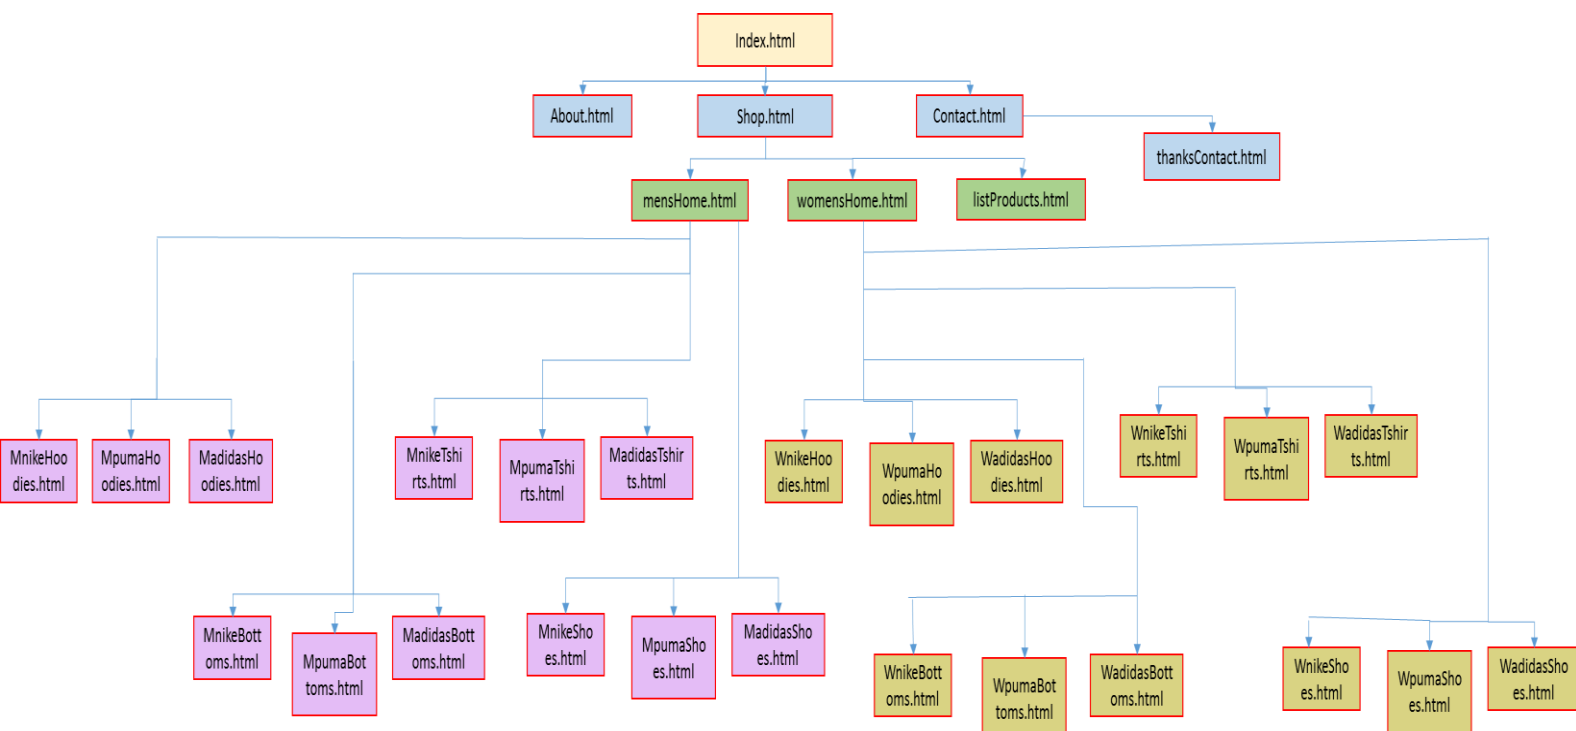 Index.html
About.html
Shop.html
Contact.html
thanksContact.html
mensHome.html
womensHome.html
listProducts.html
MnikeHoo
dies.html
MpumaHo
odies.html
MadidasHo
odies.html
MnikeTshi
rts.html
MpumaTshi
rts.html
MadidasTshir
ts.html
WnikeHoo
dies.html
WpumaHo
odies.html
WadidasHoo
dies.html
WnikeTshi
rts.html
WpumaTshi
rts.html
WadidasTshir
ts.html
MnikeBott
oms.html
MpumaBot
toms.html
MadidasBott
oms.html
MnikeSho
es.html
MpumaSho
es.html
MadidasSho
es.html
WnikeBott
oms.html
WpumaBot
toms.html
WadidasBott
oms.html
WnikeSho
es.html
WpumaSho
es.html
WadidasSho
es.html